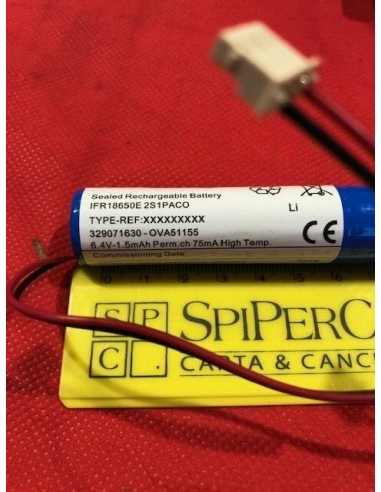 Sealed Rechargeable Battery
IFR18650E 2S1PACO
TYPE-REF:XXXXXXXXX
Li
329071630 - OVA51155
CE
6.4V-1.5mAh Perm.ch 75mA High Temp.
Commissioning Date
S P
C .
SPIPERC
CARTA & CANC